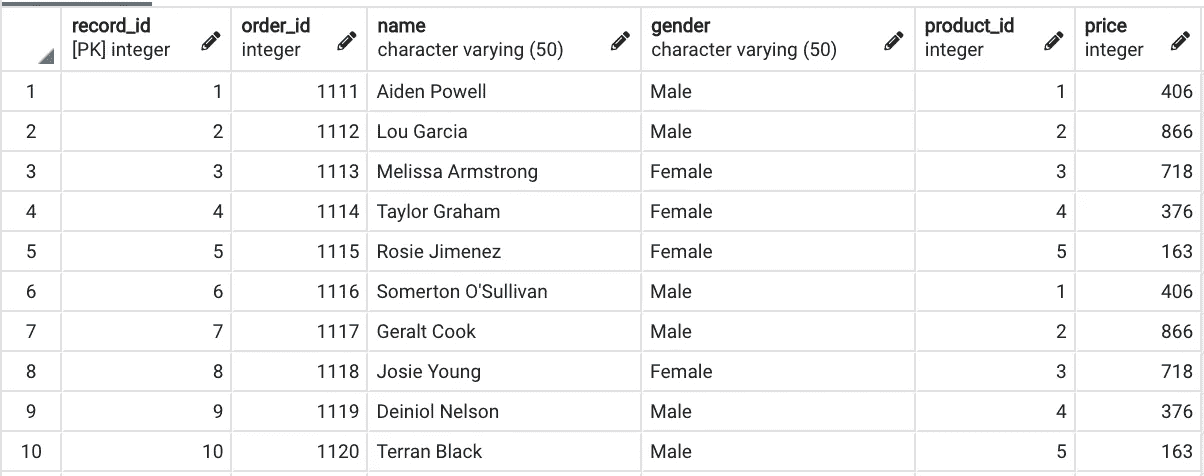 record_id order_id name gender product_id price
[PK] integer integer character varying (50) character varying (50) integer integer
1 1 1111 Aiden Powell Male 1 406
2 2 1112 Lou Garcia Male 2 866
3 3 1113 Melissa Armstrong Female 3 718
4 4 1114 Taylor Graham Female 4 376
5 5 1115 Rosie Jimenez Female 5 163
6 6 1116 Somerton O'Sullivan Male 1 406
7 7 1117 Geralt Cook Male 2 866
8 8 1118 Josie Young Female 3 718
9 9 1119 Deiniol Nelson Male 4 376
10 10 1120 Terran Black Male 5 163